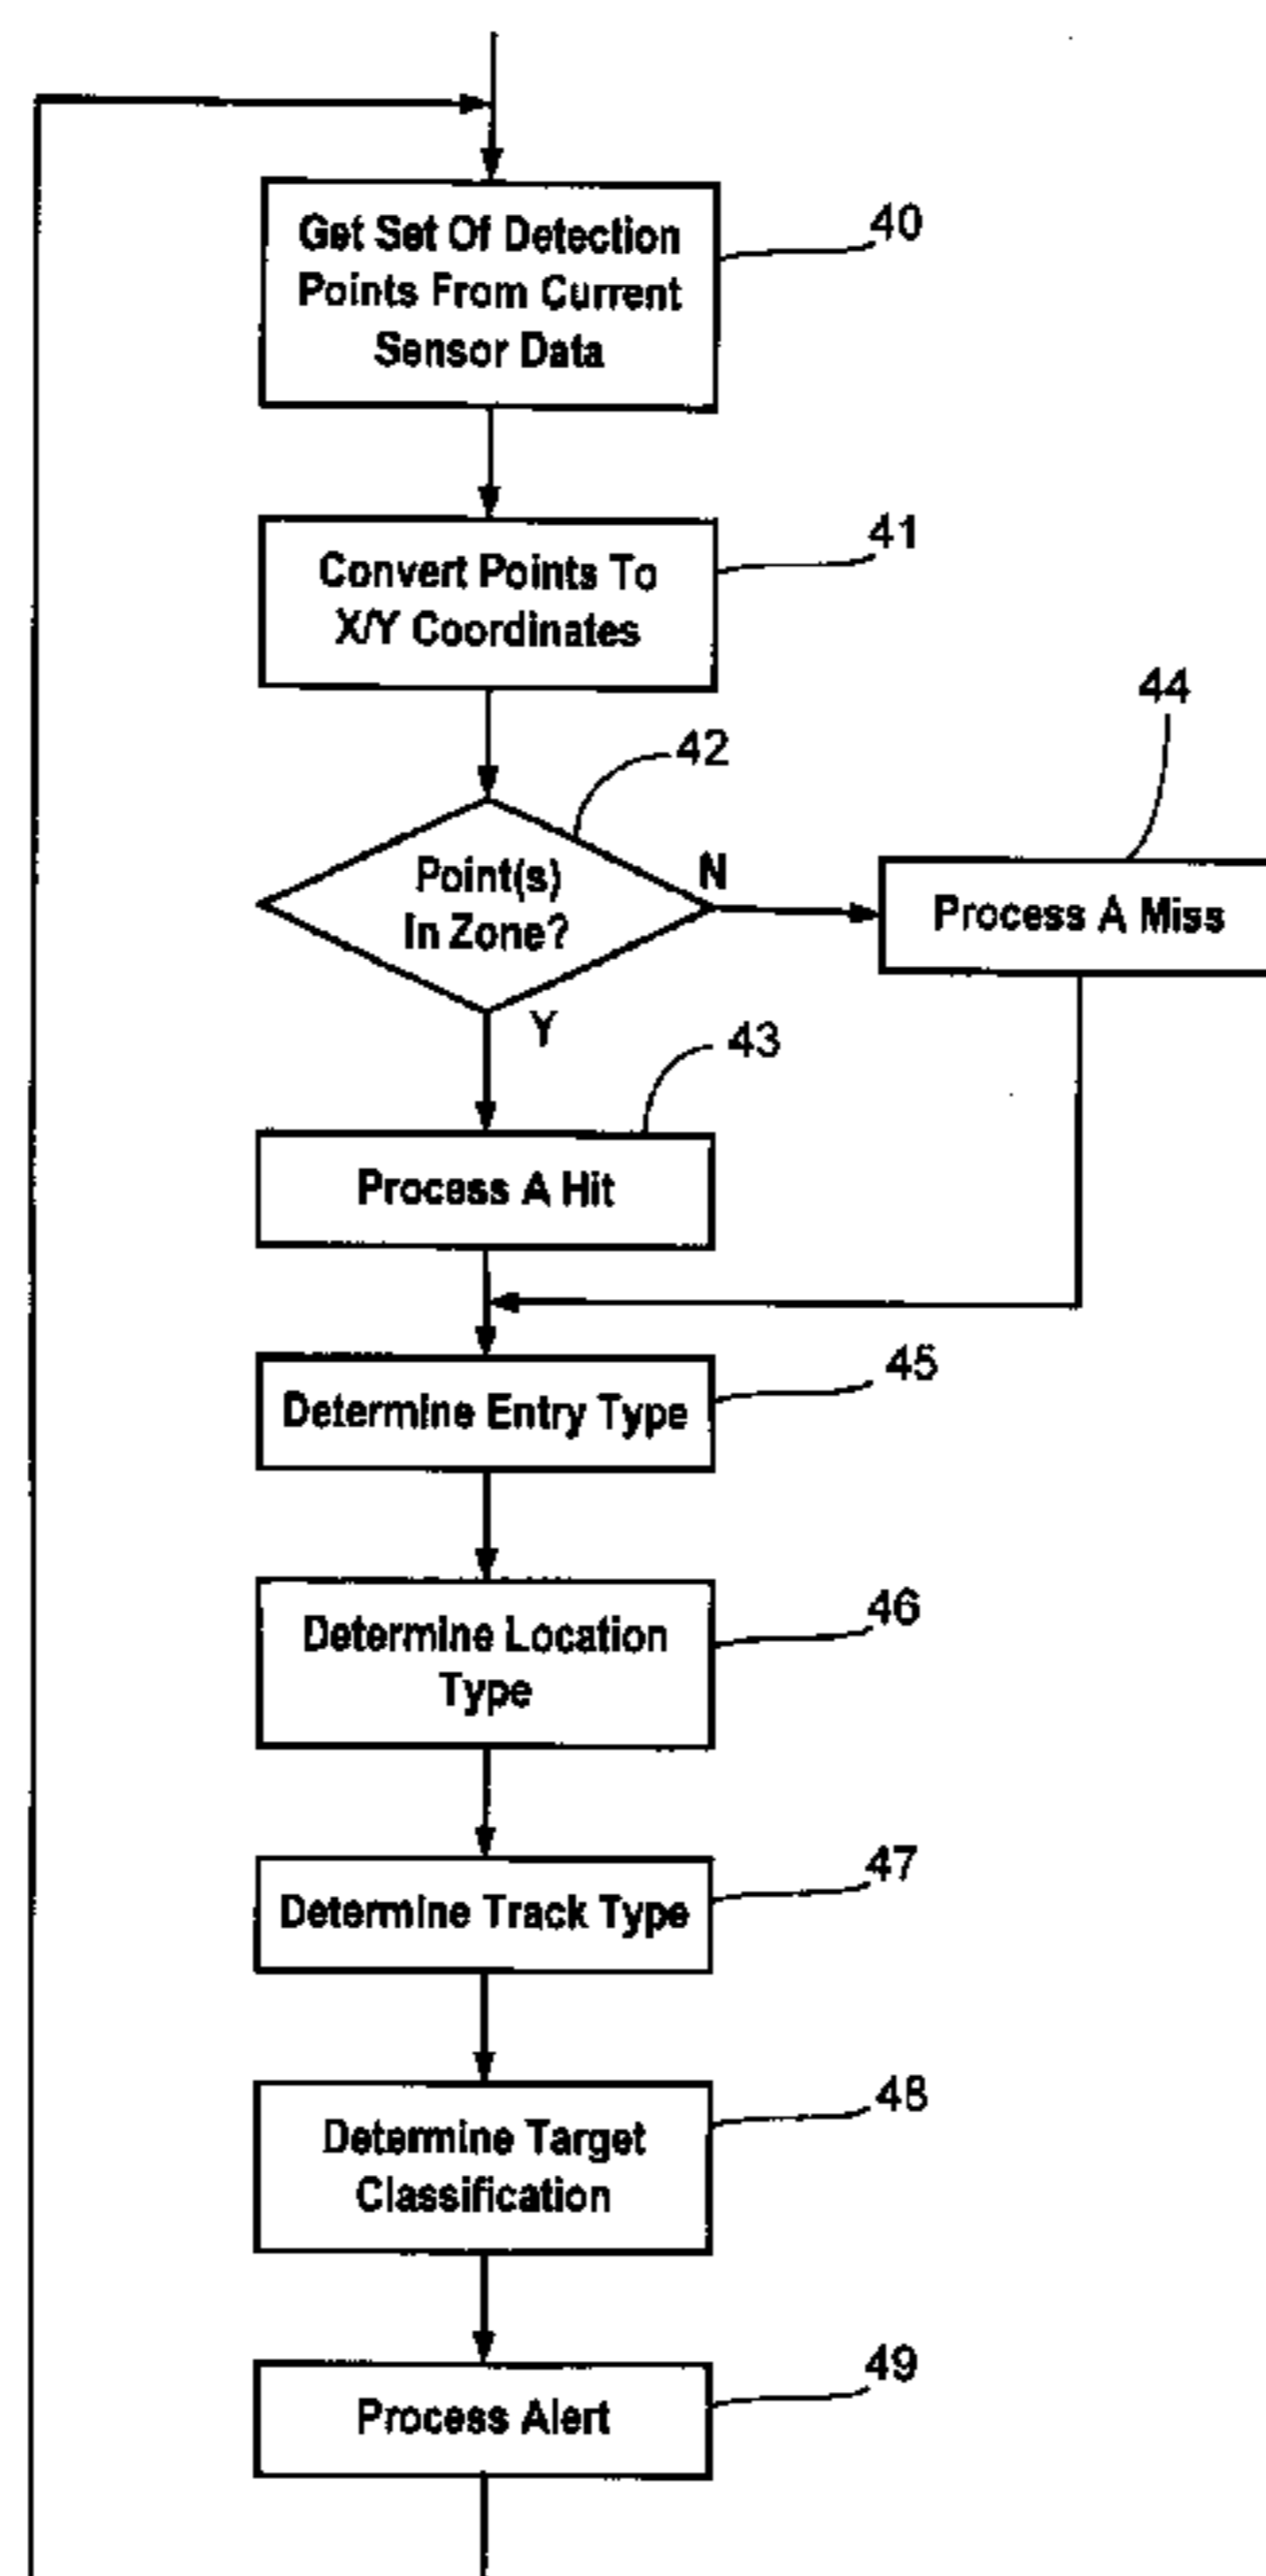 Get Set Of Detection
Points From Current
Sensor Data
40
Convert Points To
X/Y Coordinates
41
42
44
Point(s)
In Zone?
N
Process A Miss
Y
43
Process A Hit
Determine Entry Type
45
Determine Location
Type
46
Determine Track Type
47
Determine Target
Classification
48
Process Alert
49